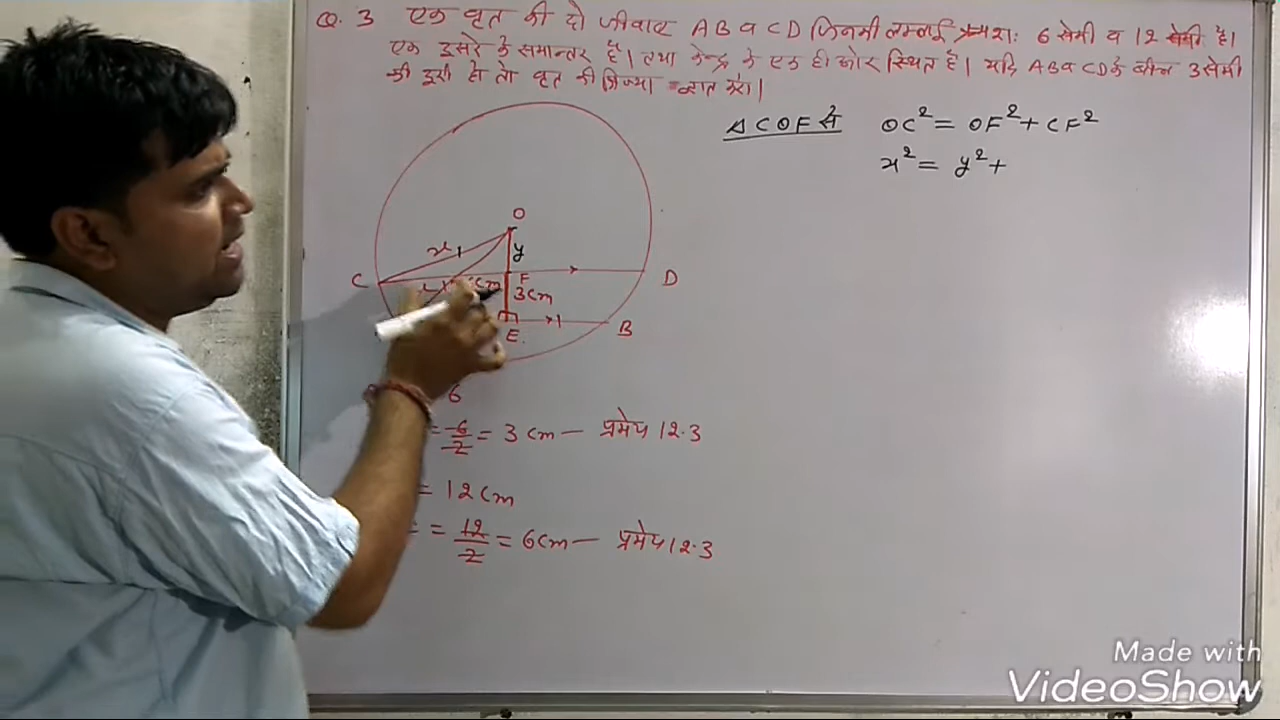 Q. 3 एक वृत की दो जीवाए AB व CD जिनकी लम्बाई क्रमशः 6 सेमी व 12 सेमी है।
एक दुसरे के समान्तर है। तथा केन्द्र के एक ही ओर स्थित है। यदि AB व CD के बीच 3 सेमी
की दुरी हो तो वृत की त्रिज्या ज्ञात करो।
Δ COF से OC² = OF² + CF²
x² = y² +
O
x
y
C F D
cm
3cm
E B
6
= 6/2 = 3 cm — प्रमेय 12.3
= 12 cm
= 12/2 = 6cm — प्रमेय 12.3
Made with
VideoShow